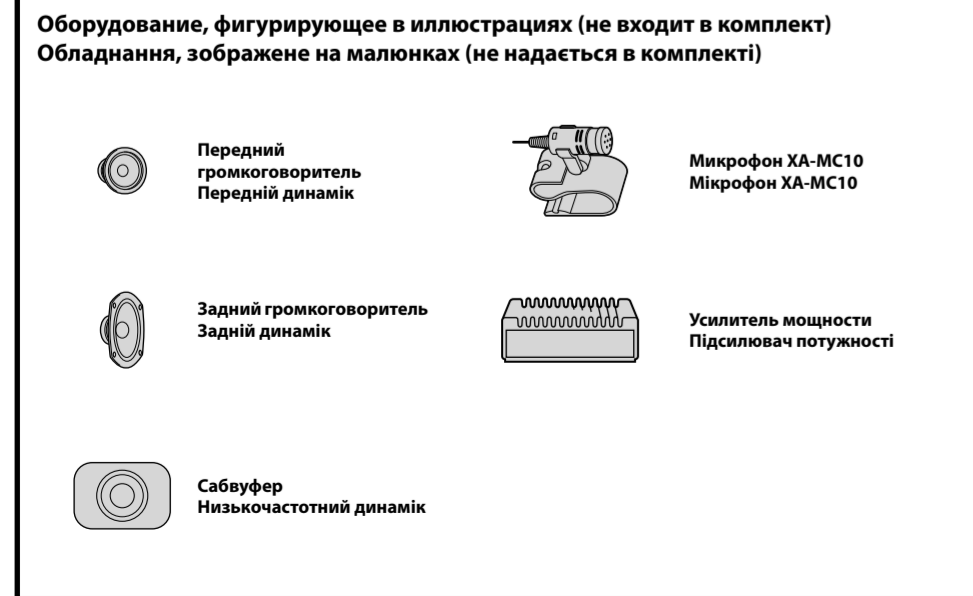 Оборудование, фигурирующее в иллюстрациях (не входит в комплект)
Обладнання, зображене на малюнках (не надається в комплекті)
Передний
громкоговоритель
Передній динамік
Микрофон XA-MC10
Мікрофон XA-MC10
Задний громкоговоритель
Задній динамік
Усилитель мощности
Підсилювач потужності
Сабвуфер
Низькочастотний динамік